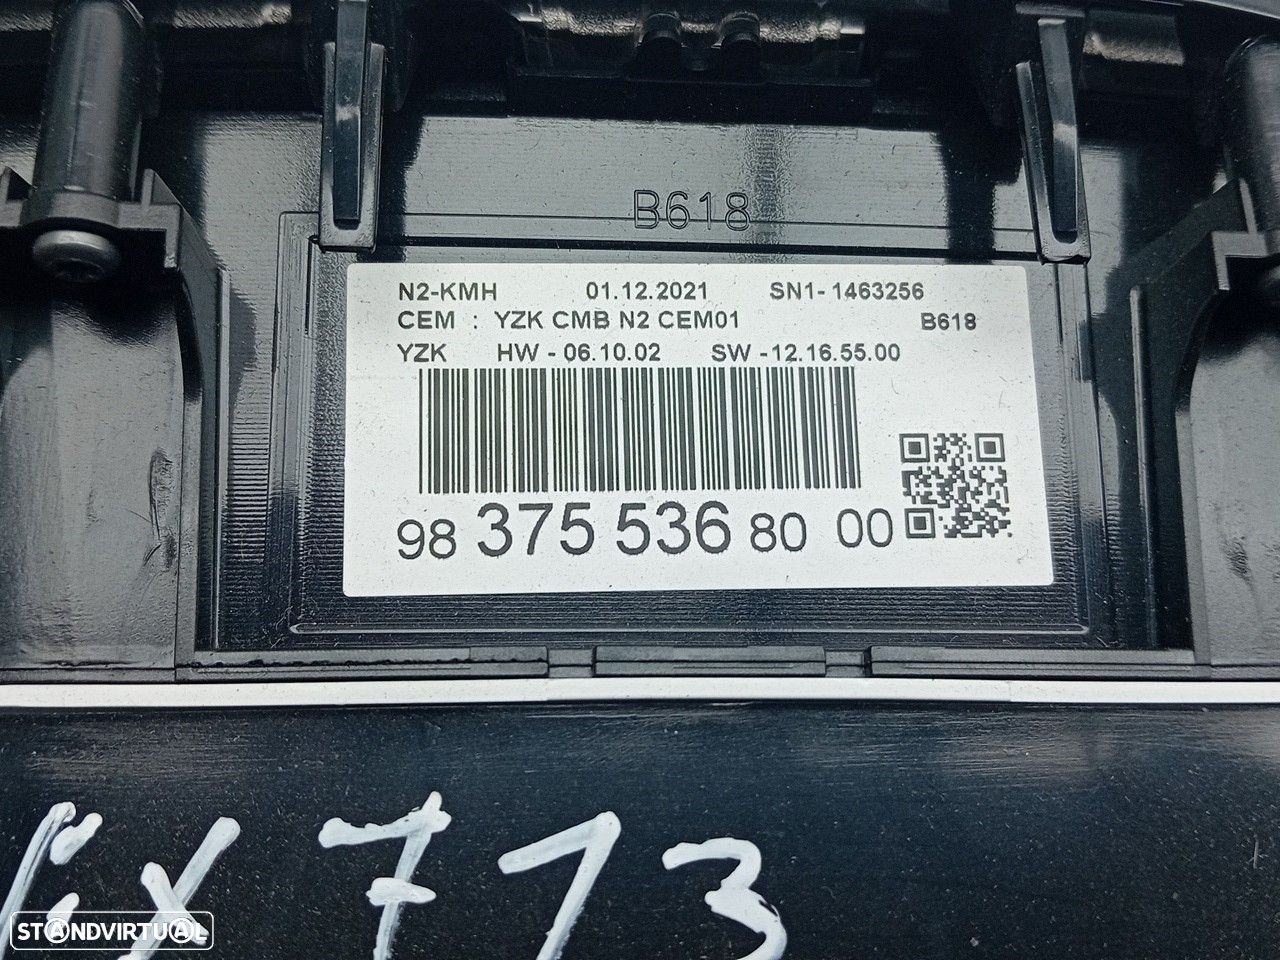 B618
N2-KMH 01.12.2021 SN1- 1463256
CEM : YZK CMB N2 CEM01 B618
YZK HW - 06.10.02 SW -12.16.55.00
98 375 536 80 00
713
STANDVIRTUAL